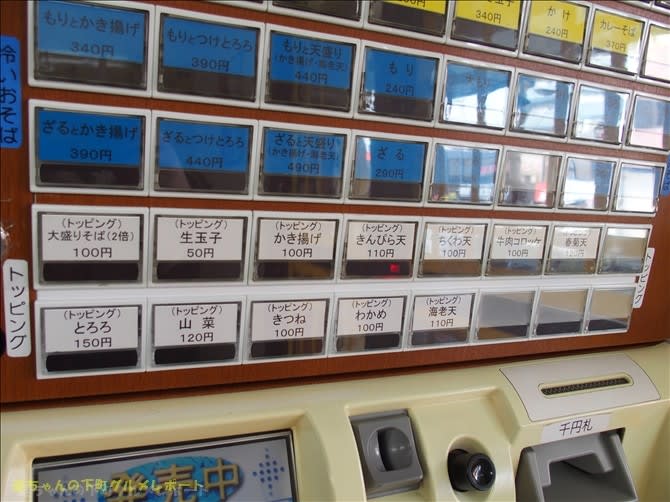 もりとかき揚げ
340円
もりとつけとろろ
390円
もりと天盛り
(かき揚げ・海老天)
440円
もり
240円
340円
かけ
240円
カレーそば
370円
冷いおそば
ざるとかき揚げ
390円
ざるとつけとろろ
440円
ざると天盛り
(かき揚げ・海老天)
490円
ざる
290円
(トッピング)
大盛りそば(2倍)
100円
(トッピング)
生玉子
50円
(トッピング)
かき揚げ
100円
(トッピング)
きんぴら天
110円
(トッピング)
ちくわ天
100円
(トッピング)
牛肉コロッケ
100円
(トッピング)
春菊天
トッピング
トッピング
(トッピング)
とろろ
150円
(トッピング)
山菜
120円
(トッピング)
きつね
100円
(トッピング)
わかめ
100円
(トッピング)
海老天
110円
千円札
発売中
ちゃんの下町グルメレポート